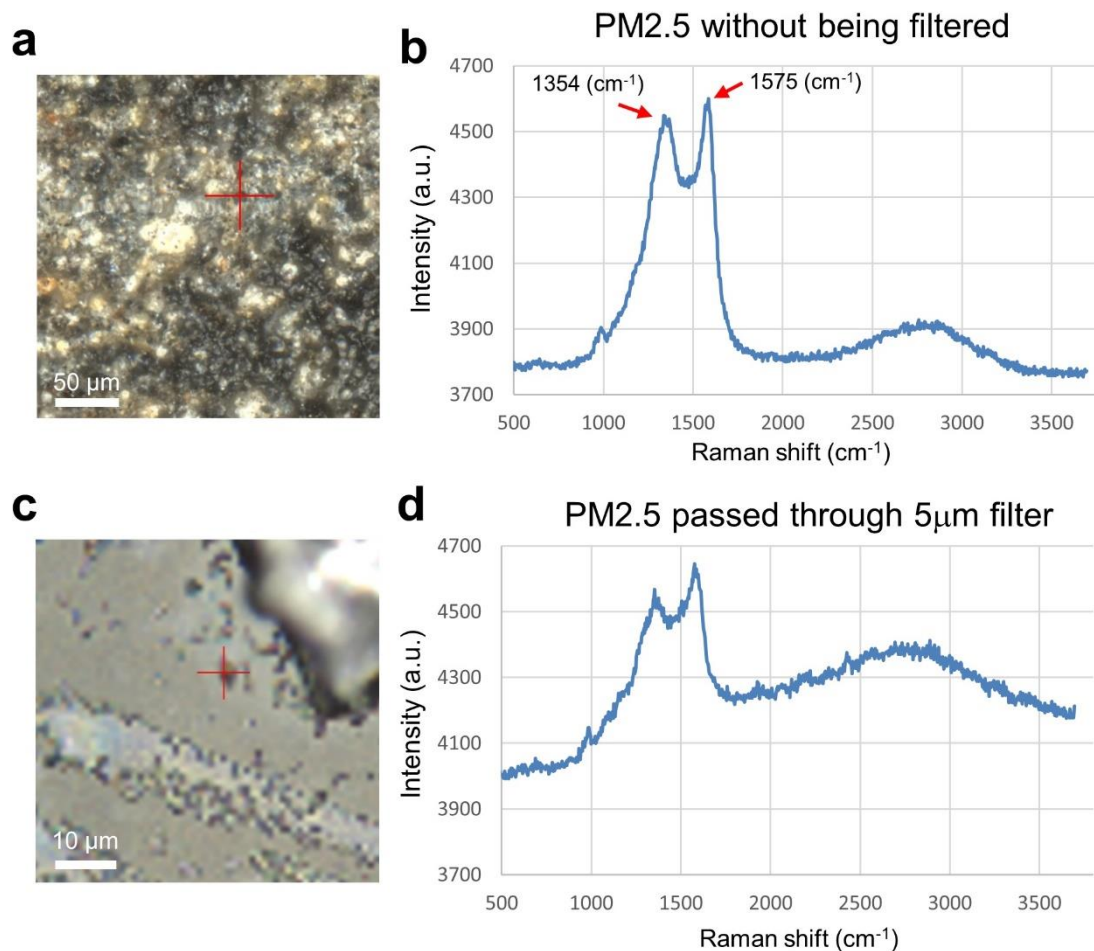 a
50 µm
b
PM2.5 without being filtered
1354 (cm⁻¹)
1575 (cm⁻¹)
Intensity (a.u.)
4700
4500
4300
4100
3900
3700
500 1000 1500 2000 2500 3000 3500
Raman shift (cm⁻¹)
c
10 µm
d
PM2.5 passed through 5µm filter
Intensity (a.u.)
4700
4500
4300
4100
3900
3700
500 1000 1500 2000 2500 3000 3500
Raman shift (cm⁻¹)